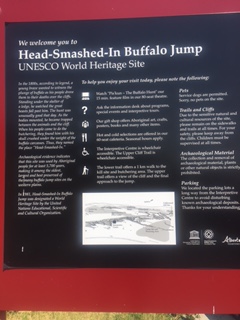 We welcome you to
Head-Smashed-In Buffalo Jump
UNESCO World Heritage Site
In the 1800s, according to legend, a
young brave wanted to witness the
plunge of buffalo as his people drove
them to their deaths over the cliffs.
Standing under the shelter of
a ledge, he watched the great
beasts fall past him. The hunt was
unusually good that day. As the
bodies mounted, he became trapped
between the animals and the cliff.
When his people came to do the
butchering, they found him with his
skull crushed under the weight of the
buffalo carcasses. Thus, they named
the place "Head-Smashed-In."
Archaeological evidence indicates
that this site was used by Aboriginal
people for at least 5,700 years,
making it among the oldest,
largest and best preserved of
buffalo jump sites on the
plains.
In 1981, Head-Smashed-In Buffalo
Jump was designated a World
Heritage Site by the United
Nations Educational, Scientific
and Cultural Organization.
To help you enjoy your visit today, please note the following:
Watch "In the Buffalo Hunt" our
minute feature film in our 80-seat theatre.
Ask the information desk about programs,
special events and interpretive tours.
Our gift shop offers Aboriginal art, crafts,
posters, books and many other items.
Hot and cold selections are offered in our
restaurant. Seasonal hours apply.
The Interpretive Centre is wheelchair
accessible. The Upper Cliff Trail is
wheelchair accessible.
The lower trail offers a walk to the
kill site and butchering area. The upper
trail offers a view of the cliff and the final
approach to the jump.
Pets
Service dogs are permitted.
Sorry no pets on the site.
Trails and Cliffs
Due to the sensitive natural and
cultural resources of the site,
please remain on the sidewalks
and trails at all times. For your
safety, please keep away from
the cliffs. Children must be
supervised at all times.
Archaeological Material
The collection and removal of
archaeological material, plants
or other natural objects is strictly
prohibited.
Parking
We located the parking lots a
long way from the Interpretive
Centre to avoid disturbing
known archaeological deposits.
Thanks for your understanding.
Alberta